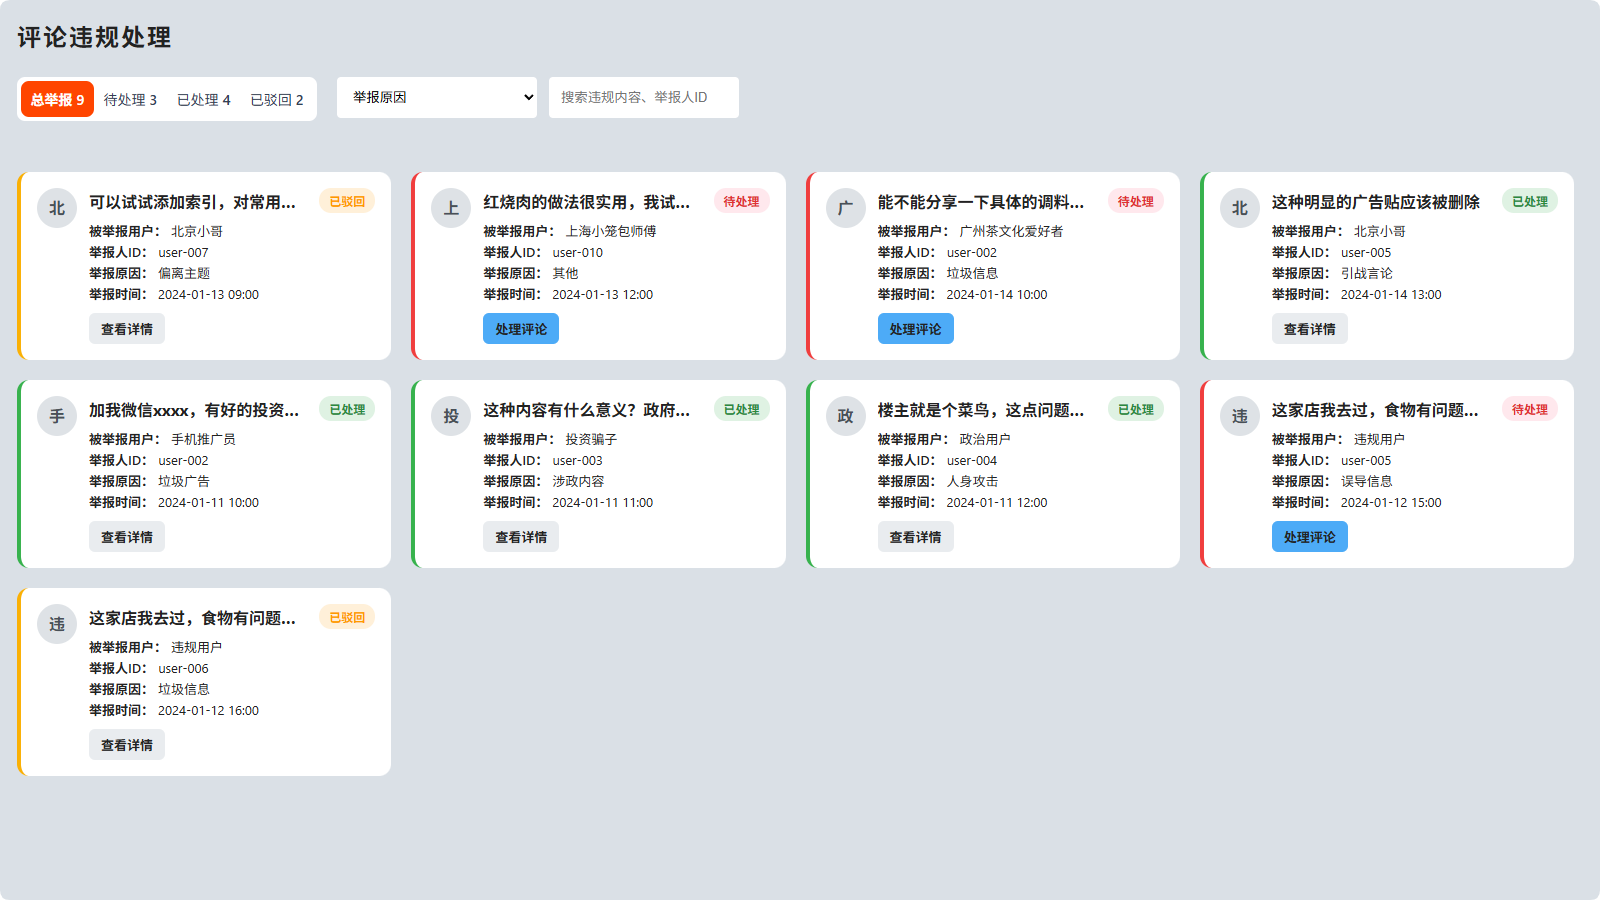 评论违规处理
总举报 9 待处理 3 已处理 4 已驳回 2 举报原因 搜索违规内容、举报人ID
北 可以试试添加索引，对常用... 已驳回
被举报用户： 北京小哥
举报人ID： user-007
举报原因： 偏离主题
举报时间： 2024-01-13 09:00
查看详情
上 红烧肉的做法很实用，我试... 待处理
被举报用户： 上海小笼包师傅
举报人ID： user-010
举报原因： 其他
举报时间： 2024-01-13 12:00
处理评论
广 能不能分享一下具体的调料... 待处理
被举报用户： 广州茶文化爱好者
举报人ID： user-002
举报原因： 垃圾信息
举报时间： 2024-01-14 10:00
处理评论
北 这种明显的广告贴应该被删除 已处理
被举报用户： 北京小哥
举报人ID： user-005
举报原因： 引战言论
举报时间： 2024-01-14 13:00
查看详情
手 加我微信xxxx，有好的投资... 已处理
被举报用户： 手机推广员
举报人ID： user-002
举报原因： 垃圾广告
举报时间： 2024-01-11 10:00
查看详情
投 这种内容有什么意义？政府... 已处理
被举报用户： 投资骗子
举报人ID： user-003
举报原因： 涉政内容
举报时间： 2024-01-11 11:00
查看详情
政 楼主就是个菜鸟，这点问题... 已处理
被举报用户： 政治用户
举报人ID： user-004
举报原因： 人身攻击
举报时间： 2024-01-11 12:00
查看详情
违 这家店我去过，食物有问题... 待处理
被举报用户： 违规用户
举报人ID： user-005
举报原因： 误导信息
举报时间： 2024-01-12 15:00
处理评论
违 这家店我去过，食物有问题... 已驳回
被举报用户： 违规用户
举报人ID： user-006
举报原因： 垃圾信息
举报时间： 2024-01-12 16:00
查看详情